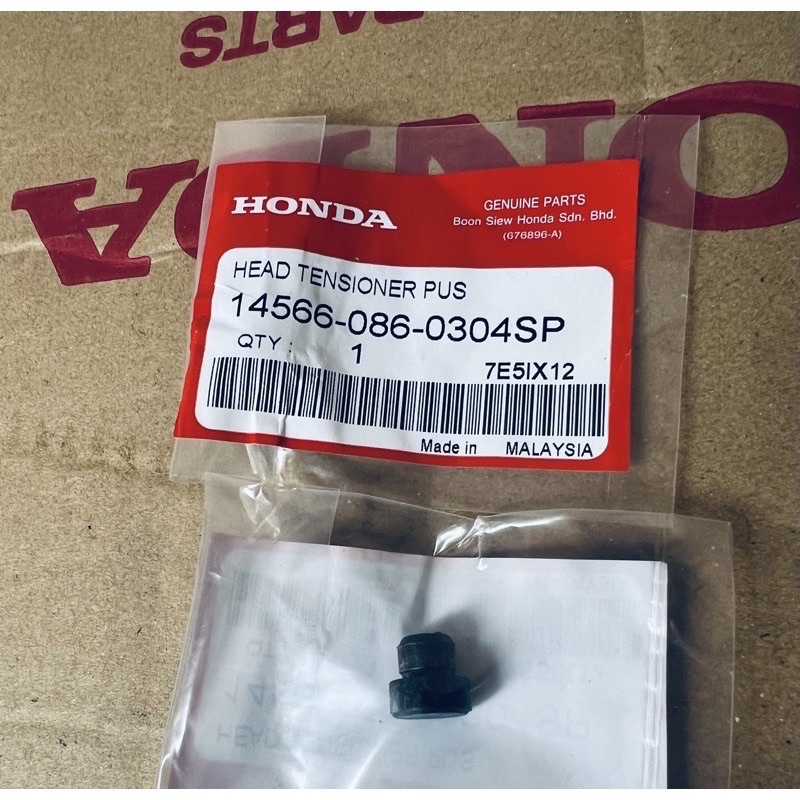 PARTS
HONDA
HONDA
GENUINE PARTS
Boon Siew Honda Sdn. Bhd.
(676896-A)
HEAD TENSIONER PUS
14566-086-0304SP
QTY : 1
7E5IX12
Made in MALAYSIA